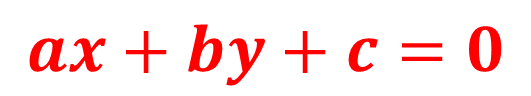 ax + by + c = 0